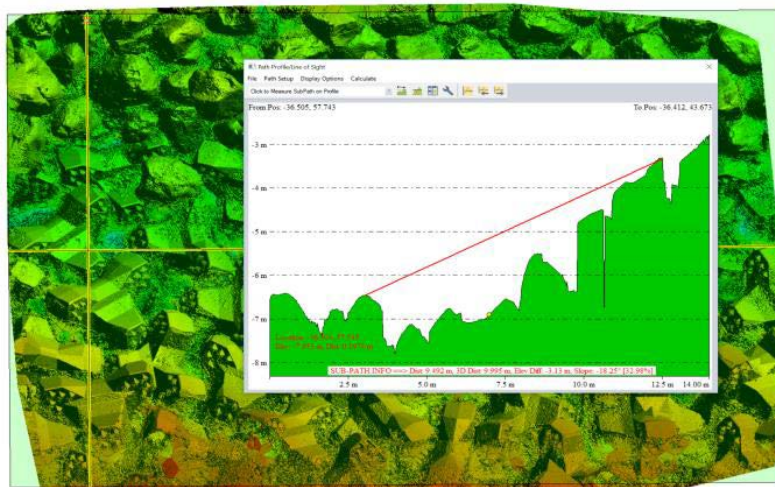 Path Profile/Line of Sight
File Path Setup Display Options Calculate
Click to Measure SubPath on Profile
From Pos: -36.505, 57.743 To Pos: -36.412, 43.673
-3 m
-4 m
-5 m
-6 m
-7 m
-8 m
2.5 m 5.0 m 7.5 m 10.0 m 12.5 m 14.00 m
SUB-PATH INFO ==> Dist: 9.492 m, 3D Dist: 9.995 m, Elev Diff: -3.13 m, Slope: -18.25° [32.98%]